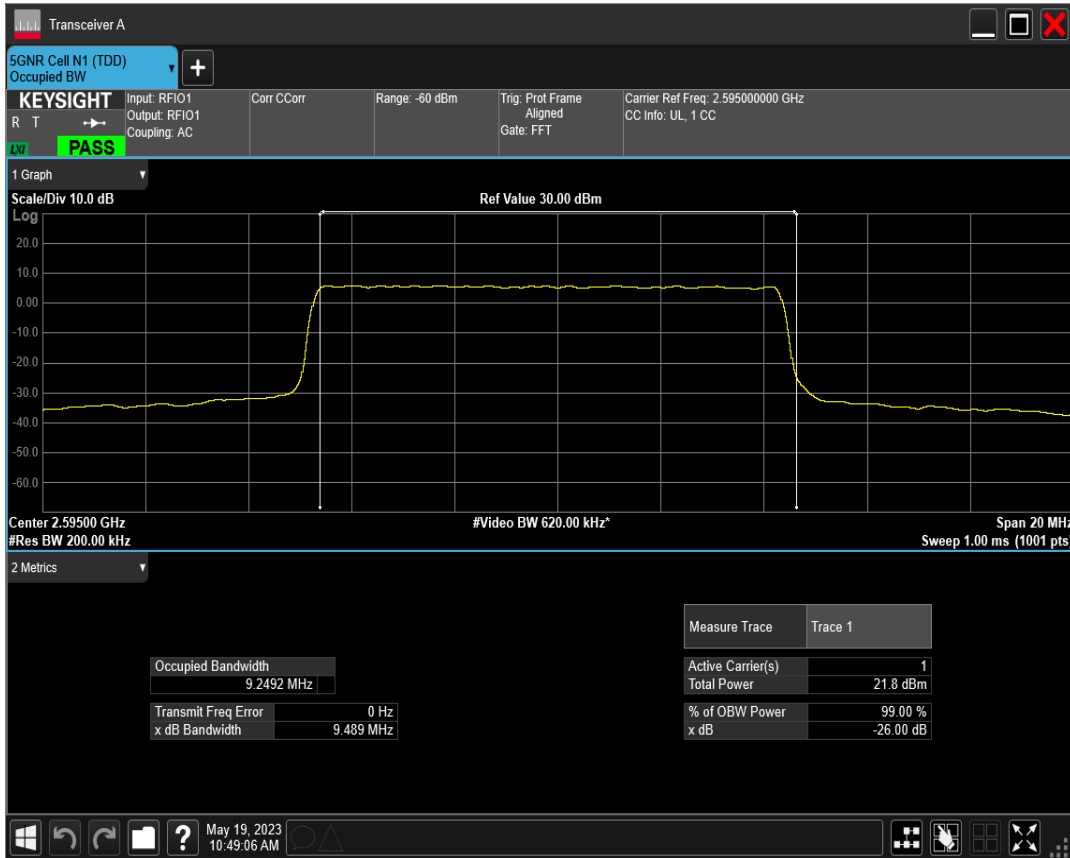 Transceiver A
5GNR Cell N1 (TDD)
Occupied BW
+
KEYSIGHT
R T
LXI
PASS
Input: RFIO1
Output: RFIO1
Coupling: AC
Corr CCorr
Range: -60 dBm
Trig: Prot Frame
Aligned
Gate: FFT
Carrier Ref Freq: 2.595000000 GHz
CC Info: UL, 1 CC
1 Graph
Scale/Div 10.0 dB
Ref Value 30.00 dBm
Log
20.0
10.0
0.00
-10.0
-20.0
-30.0
-40.0
-50.0
-60.0
Center 2.59500 GHz
#Video BW 620.00 kHz*
Span 20 MHz
#Res BW 200.00 kHz
Sweep 1.00 ms (1001 pts)
2 Metrics
Measure Trace Trace 1
Occupied Bandwidth
9.2492 MHz
Active Carrier(s) 1
Total Power 21.8 dBm
Transmit Freq Error 0 Hz
x dB Bandwidth 9.489 MHz
% of OBW Power 99.00 %
x dB -26.00 dB
?
May 19, 2023
10:49:06 AM